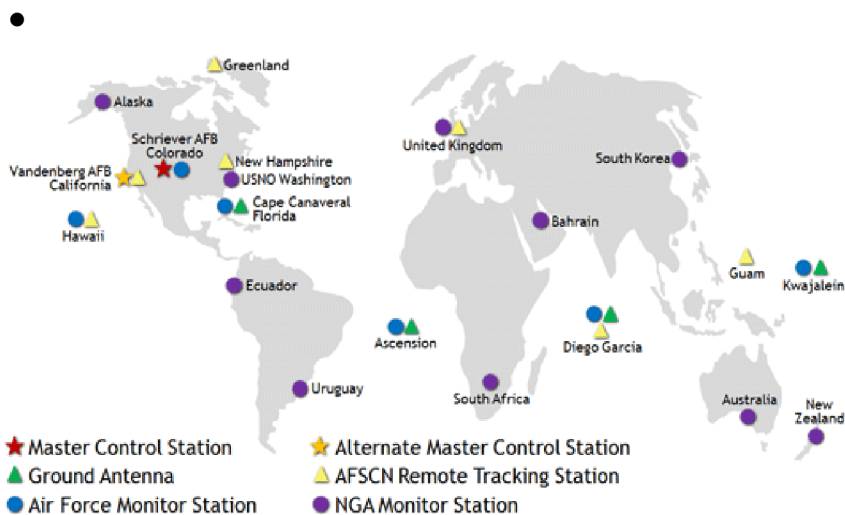 Greenland
Alaska
Schriever AFB
Colorado
New Hampshire
USNO Washington
Vandenberg AFB
California
Cape Canaveral
Florida
Hawaii
United Kingdom
South Korea
Bahrain
Guam
Kwajalein
Ecuador
Ascension
Diego Garcia
Uruguay
South Africa
Australia
New
Zealand
Master Control Station
Alternate Master Control Station
Ground Antenna
AFSCN Remote Tracking Station
Air Force Monitor Station
NGA Monitor Station